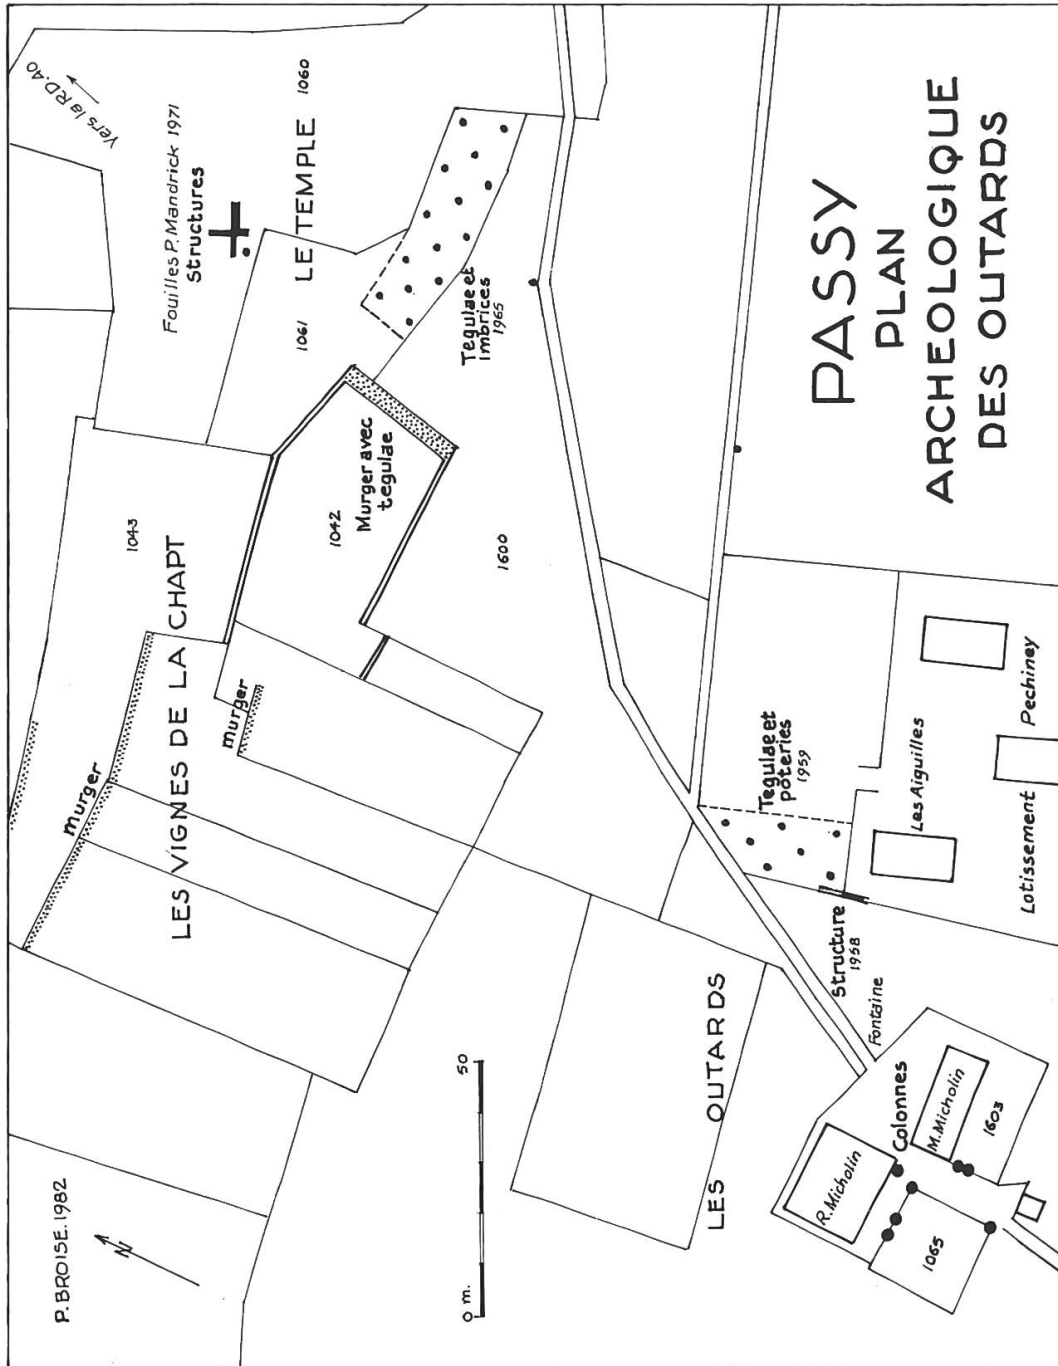 P. BROISE. 1982
N
murger
murger
LES VIGNES DE LA CHAPT
1043
Fouilles P. Mandrick 1971
Structures
Vers la RD. 40
LE TEMPLE
1060
1061
1042
Murger avec
tegulae
1600
Tegulae et
imbrices
1965
0 m.
50
LES OUTARDS
Tegulae et
poteries
1959
Structure
1958
Fontaine
Colonnes
R. Micholin
M. Micholin
1603
1065
Les Aiguilles
Lotissement Pechiney
PASSY
PLAN
ARCHEOLOGIQUE
DES OUTARDS